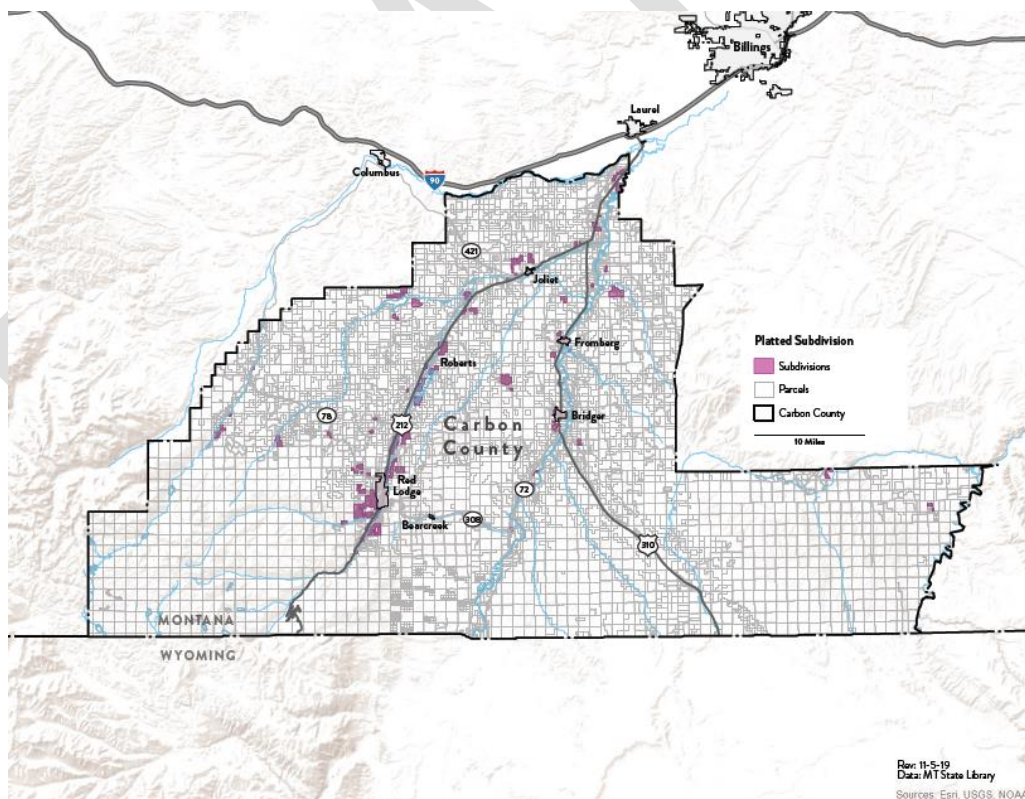 Billings
Laurel
Columbus
90
421
Joliet
Fromberg
Roberts
78
212
Carbon
County
Bridger
Red
Lodge
72
Bearcreek
308
310
MONTANA
WYOMING
Platted Subdivision
Subdivisions
Parcels
Carbon County
10 Miles
Rev: 11-5-19
Data: MT State Library
Sources: Esri, USGS, NOAA